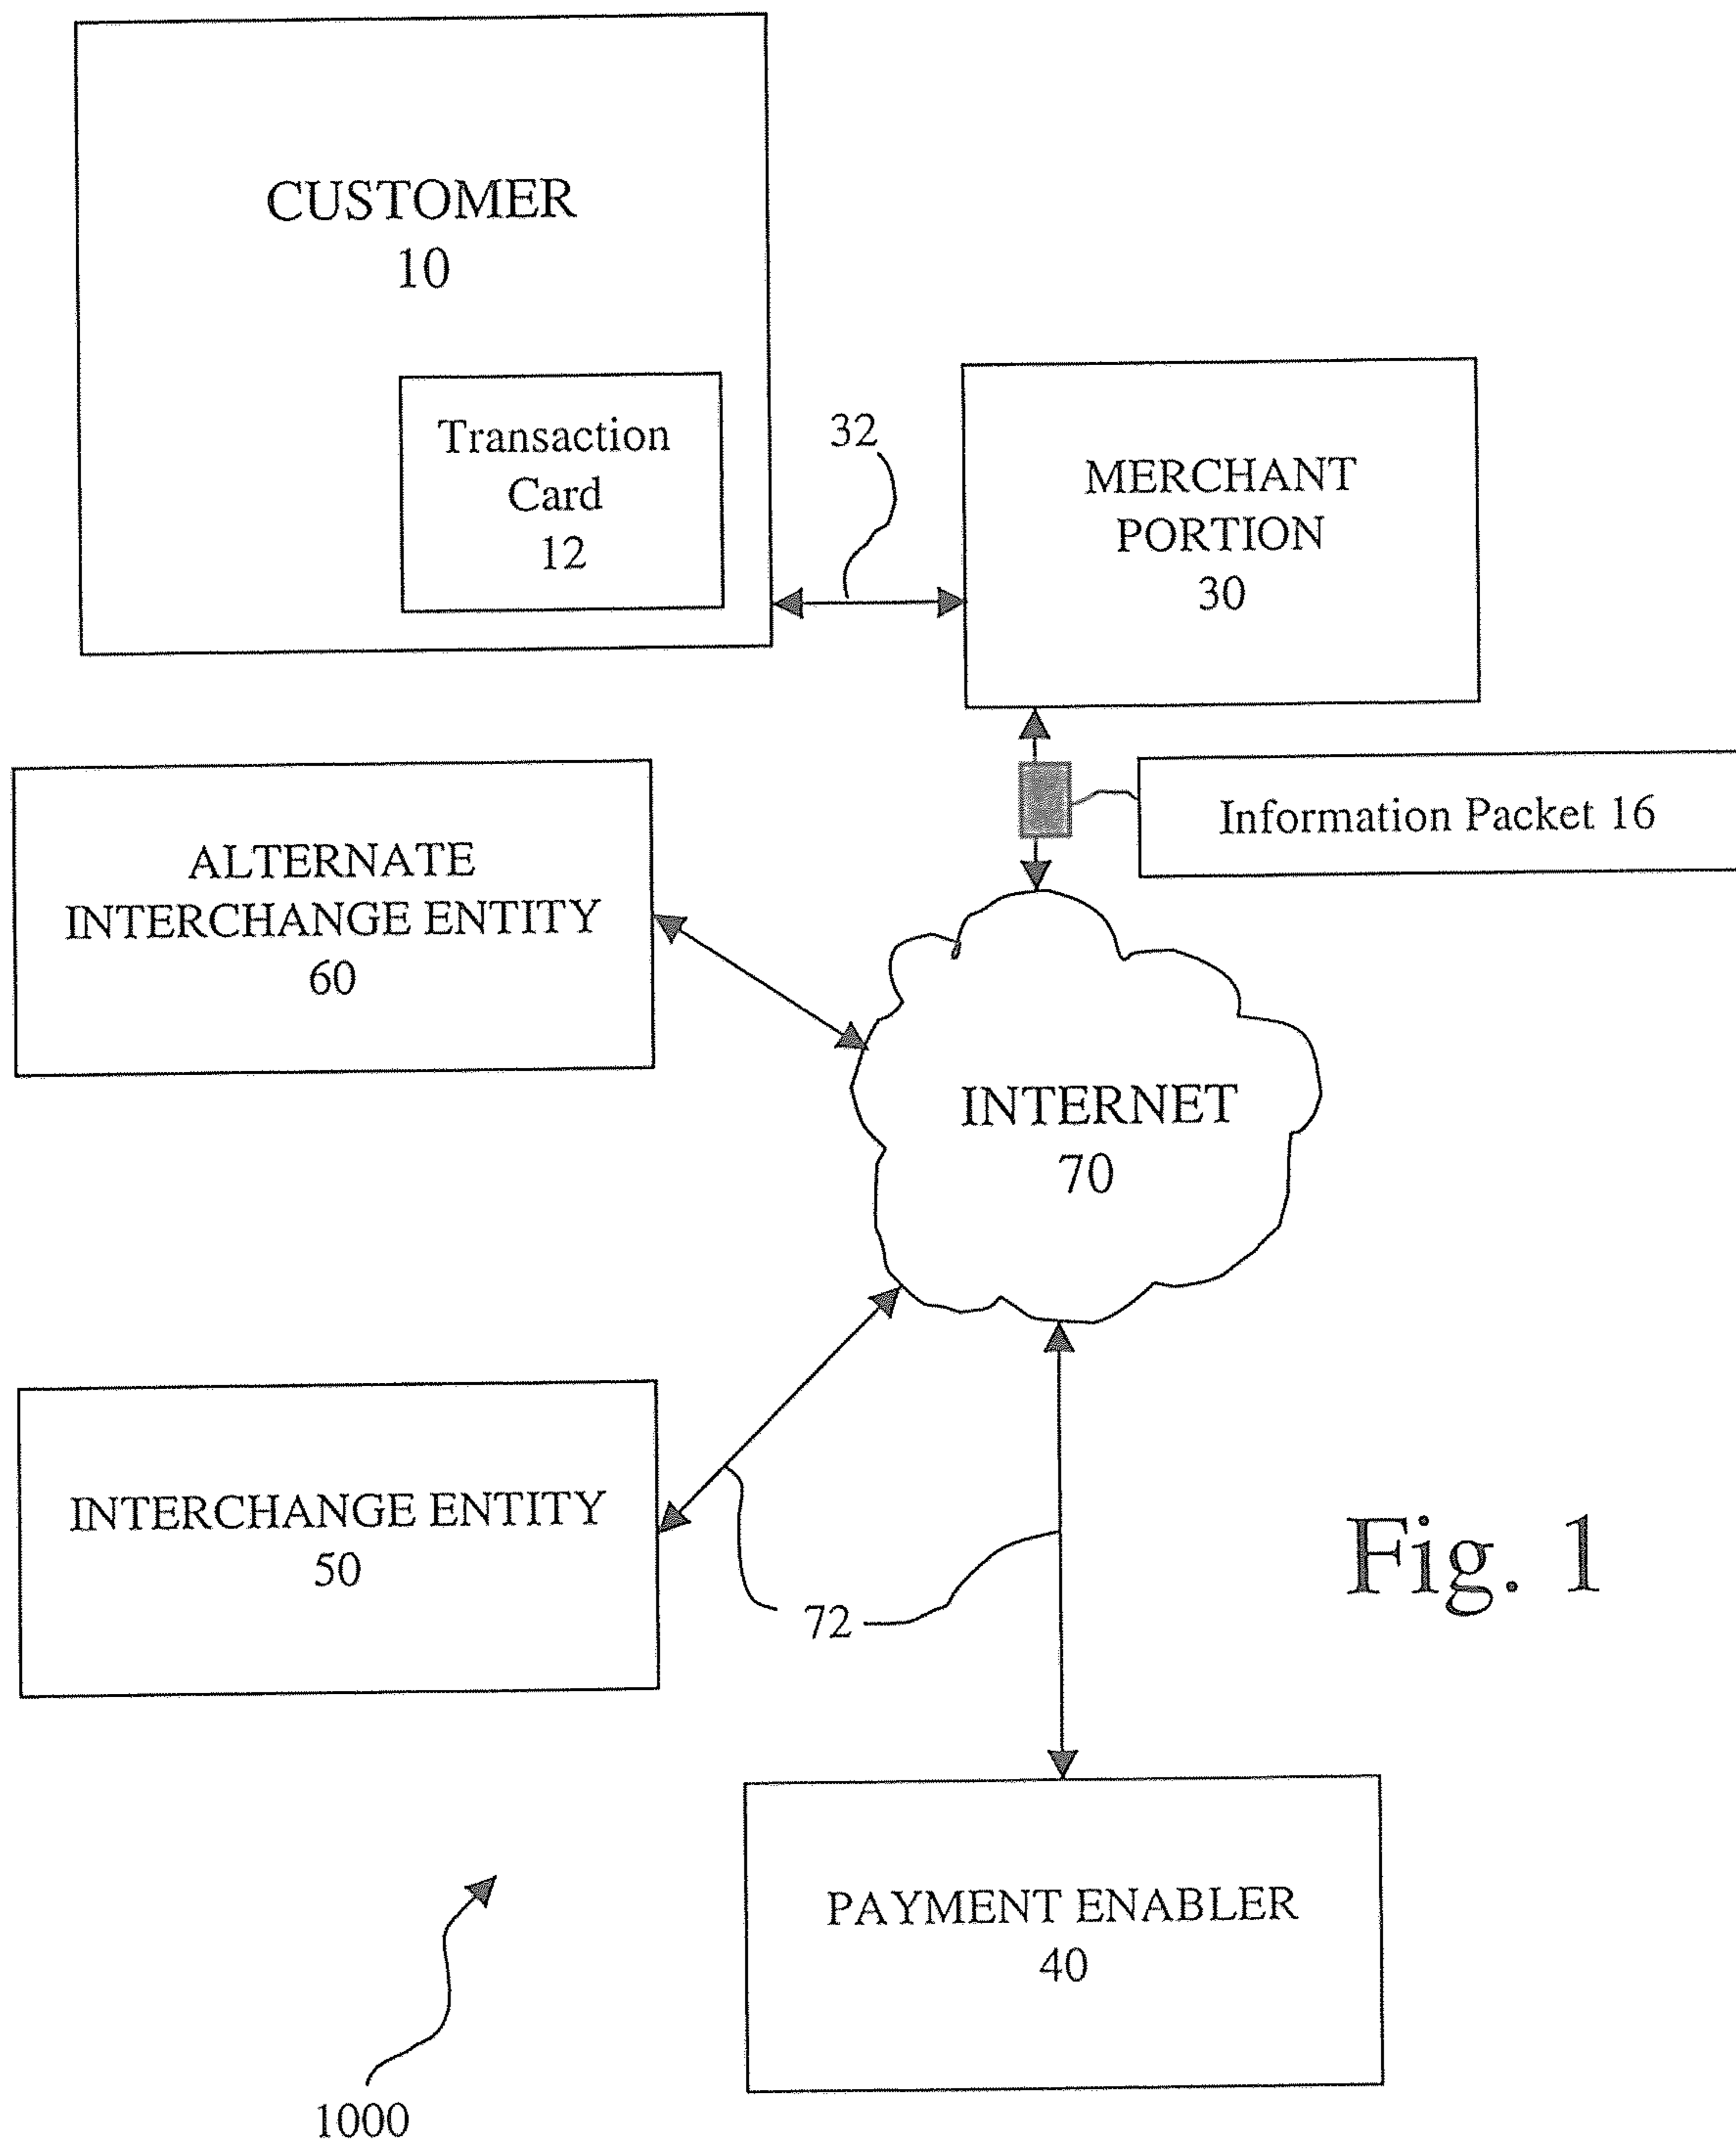 CUSTOMER
10
Transaction
Card
12
32
MERCHANT
PORTION
30
Information Packet 16
ALTERNATE
INTERCHANGE ENTITY
60
INTERNET
70
INTERCHANGE ENTITY
50
72
Fig. 1
PAYMENT ENABLER
40
1000